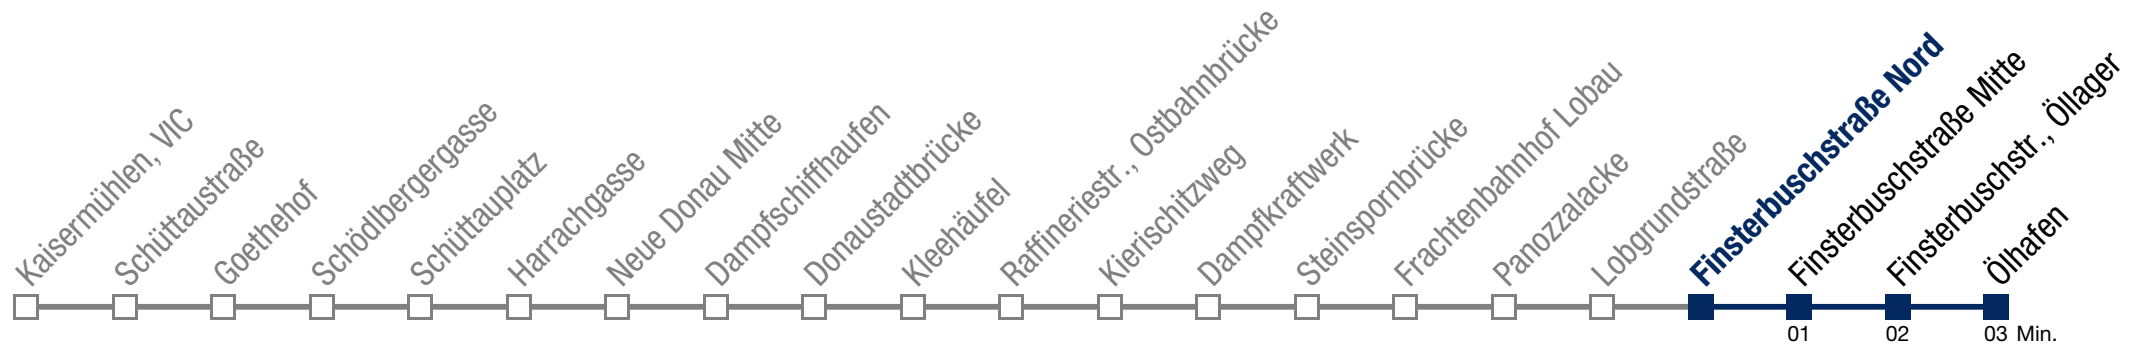 Kaisermühlen, VIC
Schüttaustraße
Goethehof
Schödlbergergasse
Schüttauplatz
Harrachgasse
Neue Donau Mitte
Dampfschiffhaufen
Donaustadtbrücke
Kleehäufel
Raffineriestr., Ostbahnbrücke
Kierischitzweg
Dampfkraftwerk
Steinspornbrücke
Frachtenbahnhof Lobau
Panozzalacke
Lobgrundstraße
Finsterbuschstraße Nord
Finsterbuschstraße Mitte
Finsterbuschstr., Öllager
Ölhafen
01 02 03 Min.